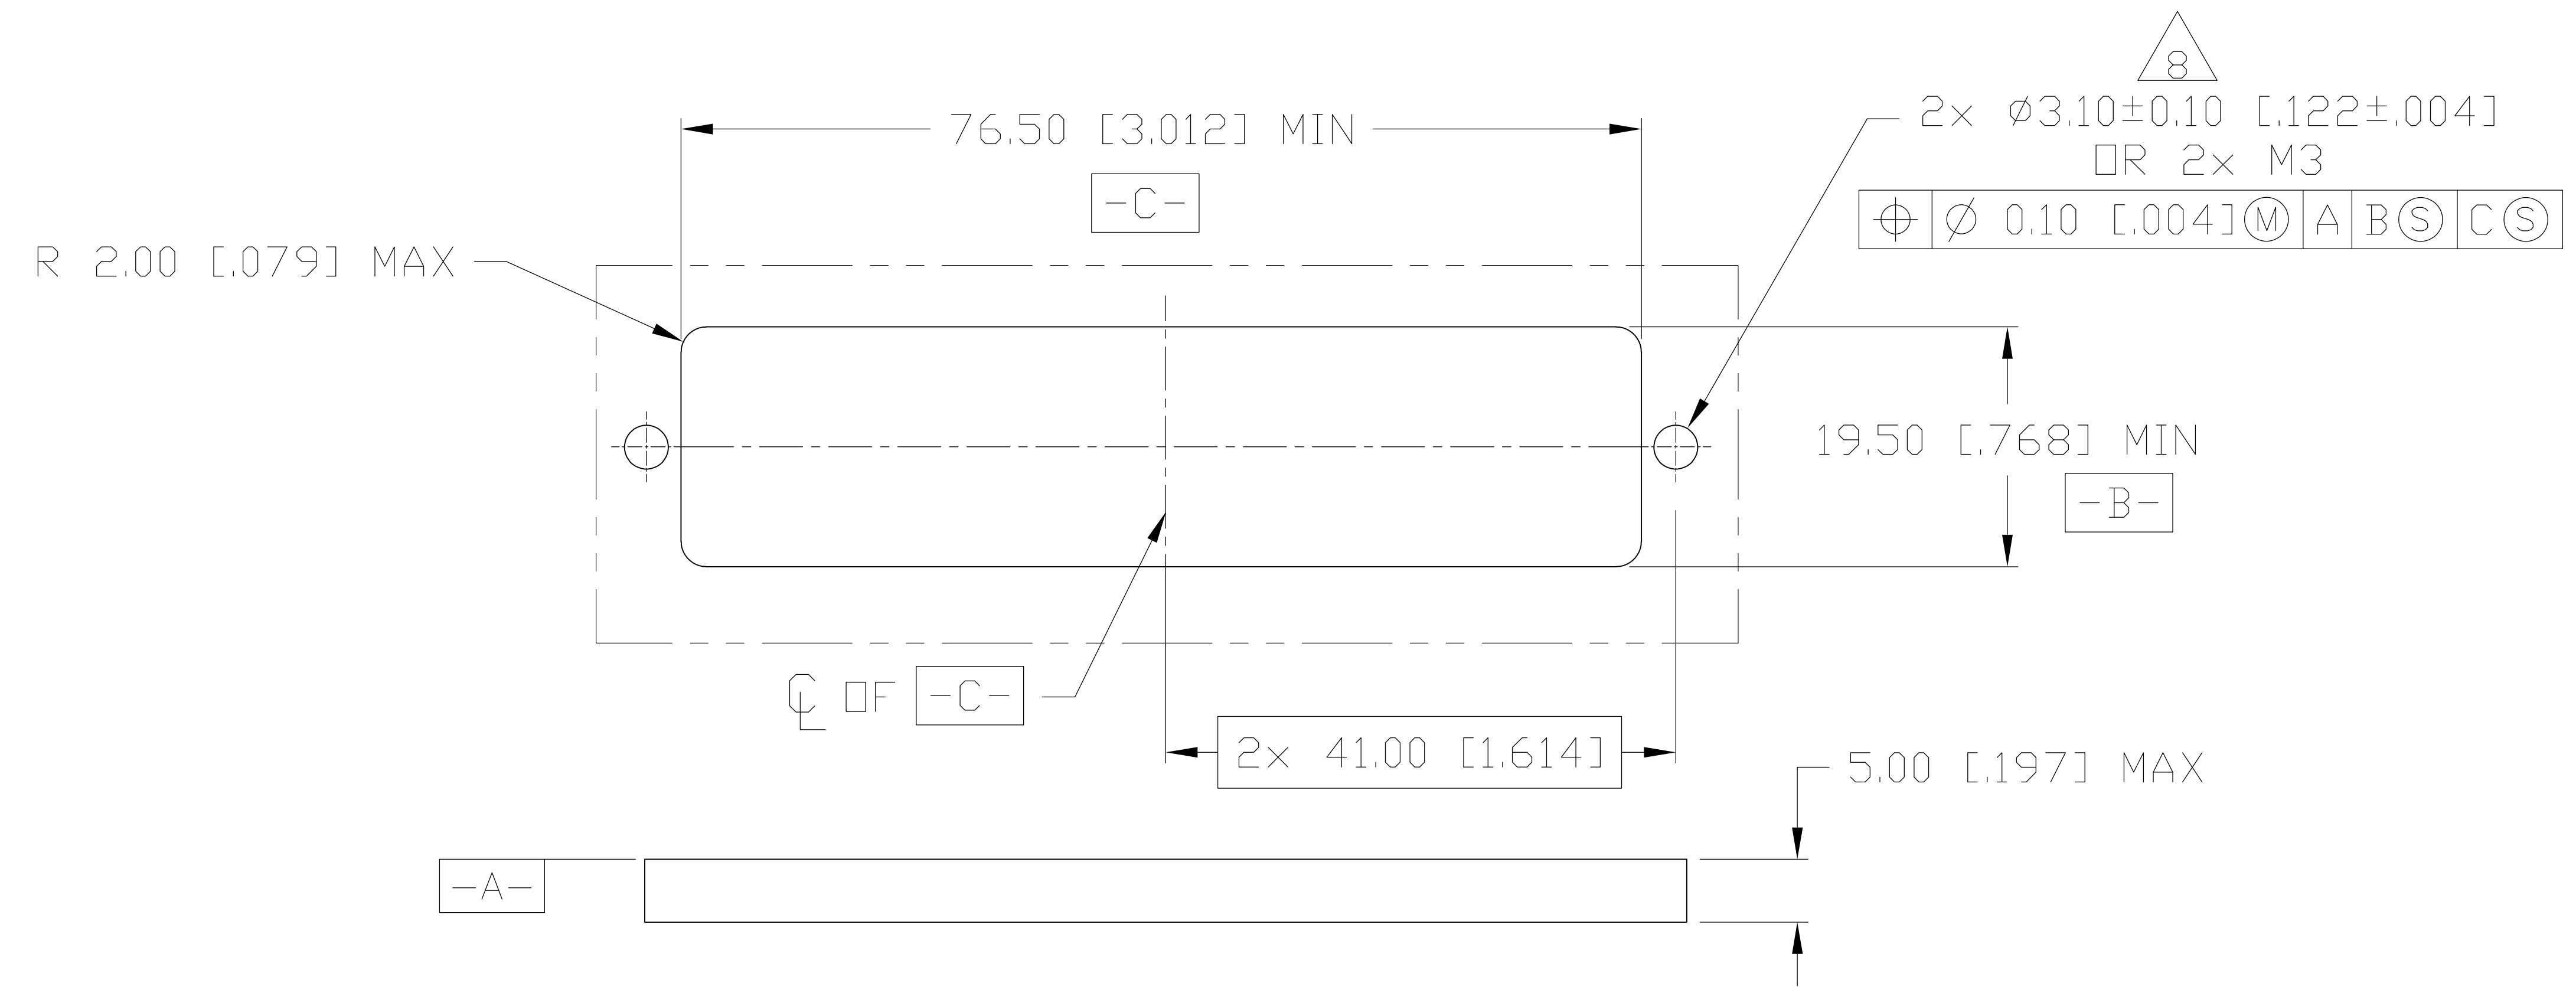 8
76.50 [3.012] MIN
2x ⌀3.10±0.10 [.122±.004]
OR 2x M3
-C-
⌖ ⌀ 0.10 [.004] Ⓜ A B Ⓢ C Ⓢ
R 2.00 [.079] MAX
19.50 [.768] MIN
-B-
℄ OF -C-
2x 41.00 [1.614]
5.00 [.197] MAX
-A-